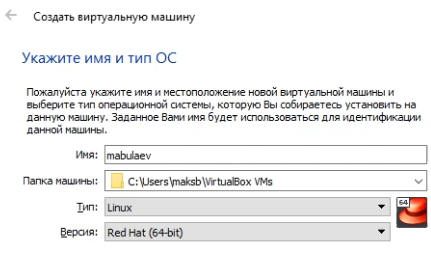 Создать виртуальную машину
Укажите имя и тип ОС
Пожалуйста укажите имя и местоположение новой виртуальной машины и
выберите тип операционной системы, которую Вы собираетесь установить на
данную машину. Заданное Вами имя будет использоваться для идентификации
данной машины.
Имя: mabulaev
Папка машины: C:\Users\maksb\VirtualBox VMs
Тип: Linux
64
Версия: Red Hat (64-bit)